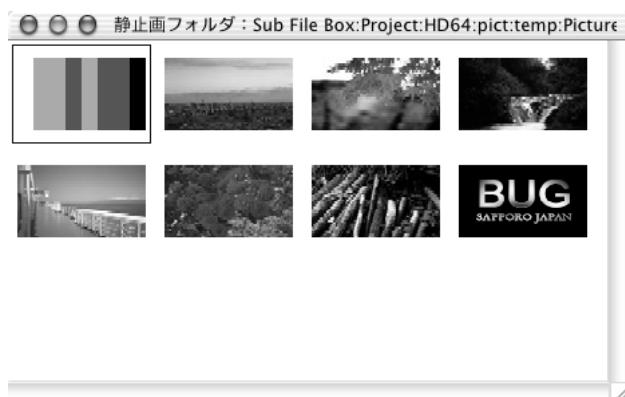 静止画フォルダ：Sub File Box:Project:HD64:pict:temp:Picture
BUG
SAPPORO JAPAN